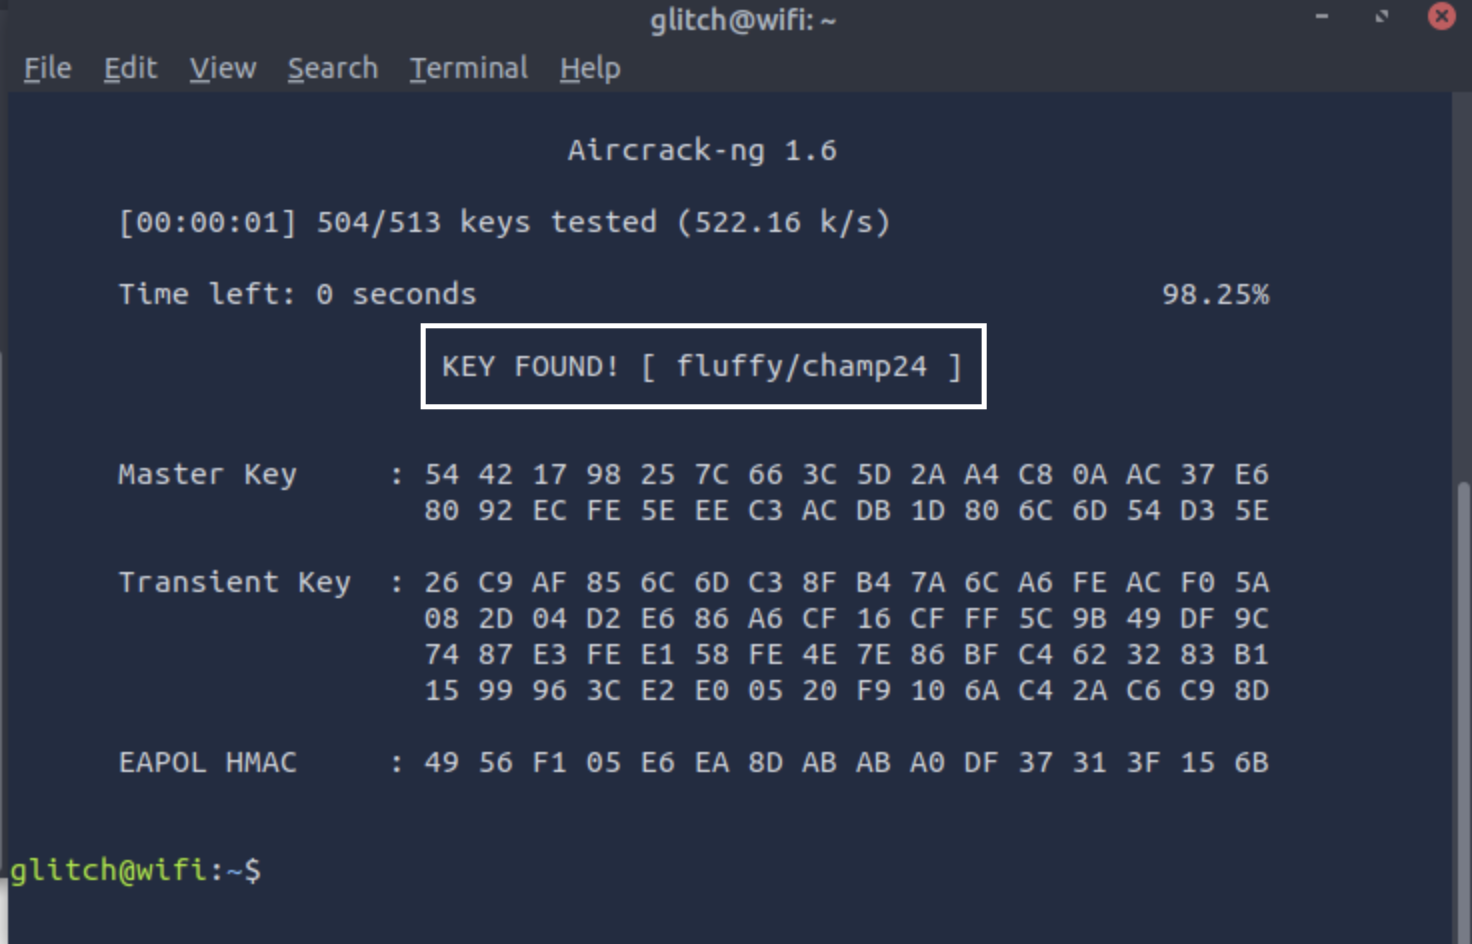 glitch@wifi: ~
File Edit View Search Terminal Help
Aircrack-ng 1.6
[00:00:01] 504/513 keys tested (522.16 k/s)
Time left: 0 seconds 98.25%
KEY FOUND! [ fluffy/champ24 ]
Master Key : 54 42 17 98 25 7C 66 3C 5D 2A A4 C8 0A AC 37 E6
80 92 EC FE 5E EE C3 AC DB 1D 80 6C 6D 54 D3 5E
Transient Key : 26 C9 AF 85 6C 6D C3 8F B4 7A 6C A6 FE AC F0 5A
08 2D 04 D2 E6 86 A6 CF 16 CF FF 5C 9B 49 DF 9C
74 87 E3 FE E1 58 FE 4E 7E 86 BF C4 62 32 83 B1
15 99 96 3C E2 E0 05 20 F9 10 6A C4 2A C6 C9 8D
EAPOL HMAC : 49 56 F1 05 E6 EA 8D AB AB A0 DF 37 31 3F 15 6B
glitch@wifi:~$